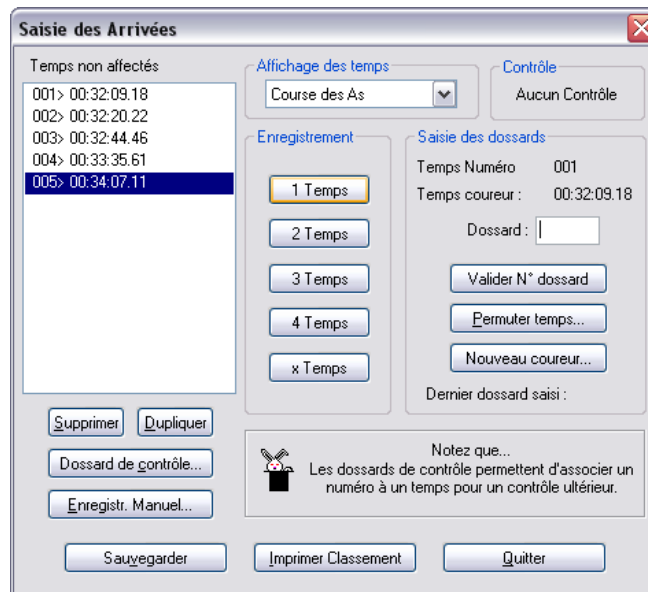 Saisie des Arrivées
Temps non affectés
001> 00:32:09.18
002> 00:32:20.22
003> 00:32:44.46
004> 00:33:35.61
005> 00:34:07.11
Supprimer
Dupliquer
Dossard de contrôle...
Enregistr. Manuel...
Affichage des temps
Course des As
Contrôle
Aucun Contrôle
Enregistrement
1 Temps
2 Temps
3 Temps
4 Temps
x Temps
Saisie des dossards
Temps Numéro 001
Temps coureur : 00:32:09.18
Dossard :
Valider N° dossard
Permuter temps...
Nouveau coureur...
Dernier dossard saisi :
Notez que...
Les dossards de contrôle permettent d'associer un
numéro à un temps pour un contrôle ultérieur.
Sauvegarder
Imprimer Classement
Quitter